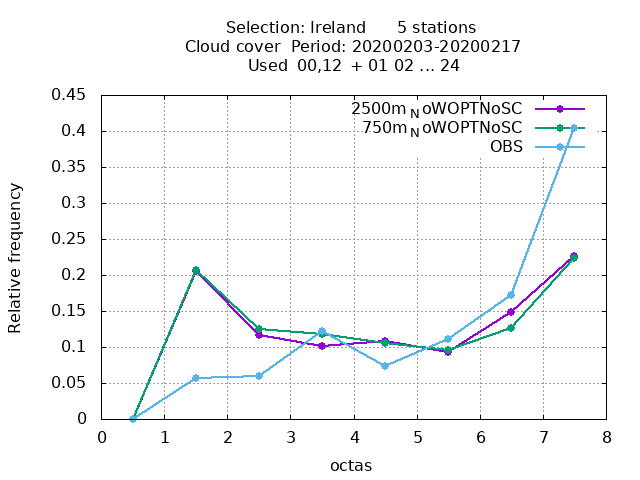 Selection: Ireland 5 stations
Cloud cover Period: 20200203-20200217
Used 00,12 + 01 02 ... 24
2500m_NoWOPTNoSC
750m_NoWOPTNoSC
OBS
Relative frequency
0.45
0.4
0.35
0.3
0.25
0.2
0.15
0.1
0.05
0
0 1 2 3 4 5 6 7 8
octas